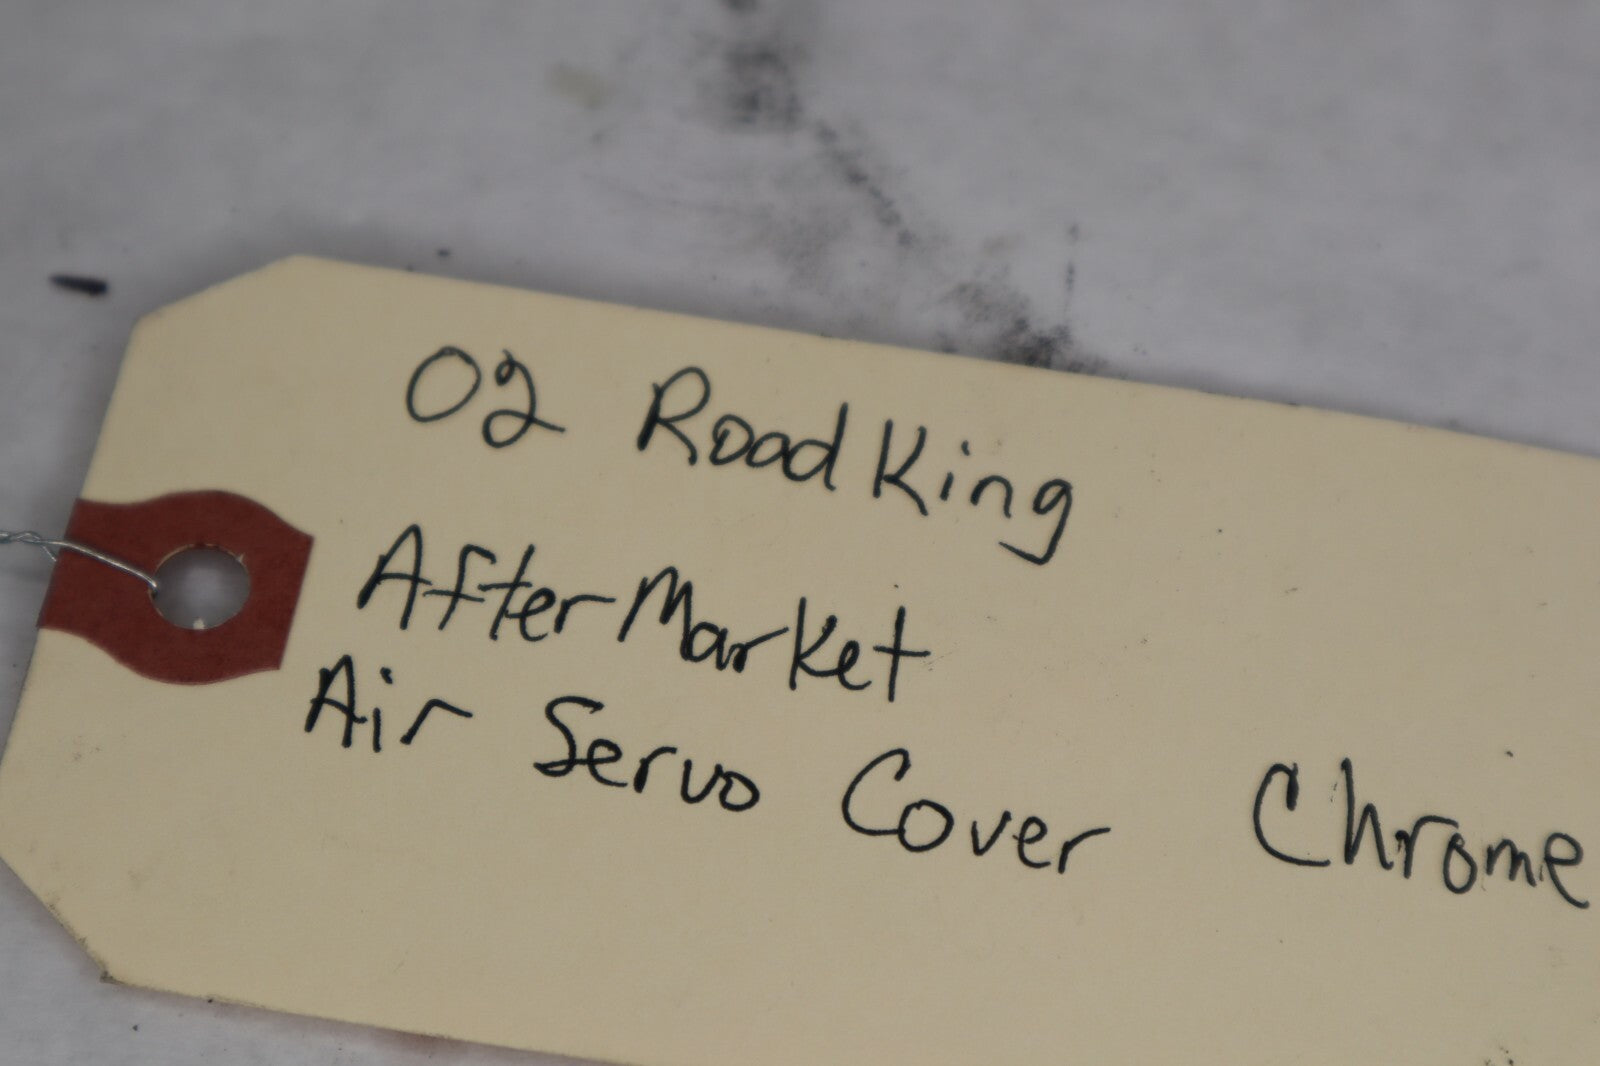 02 Road King
AfterMarket
Air Servo Cover Chrome